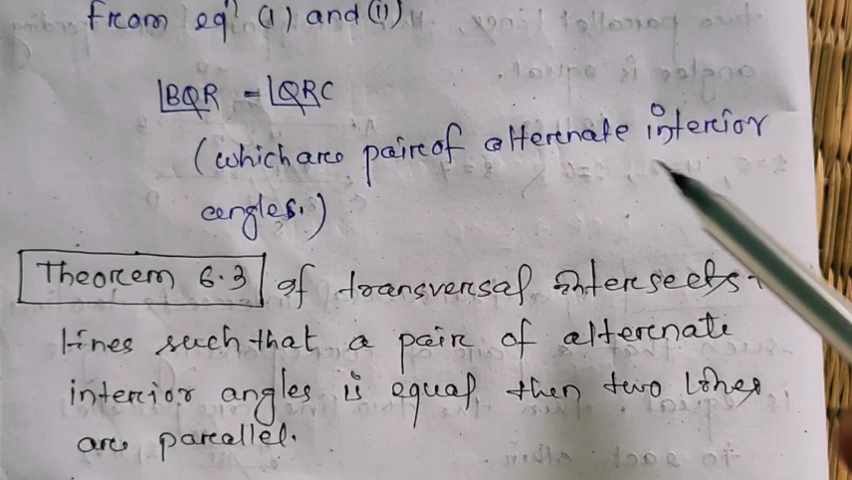 From eqⁿ (i) and (ii)
∠BQR = ∠QRC
(which are pair of alternate interior
angles.)
Theorem 6.3 If transversal intersects
lines such that a pair of alternate
interior angles is equal, then two lines
are parallel.